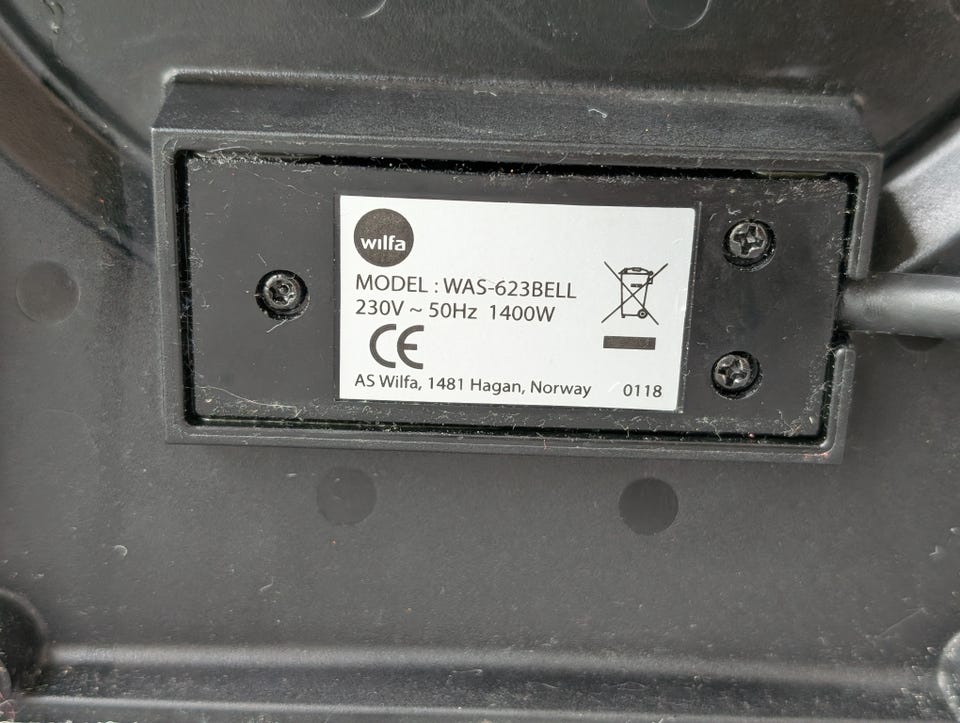 wilfa
MODEL : WAS-623BELL
230V ~ 50Hz 1400W
CE
AS Wilfa, 1481 Hagan, Norway 0118